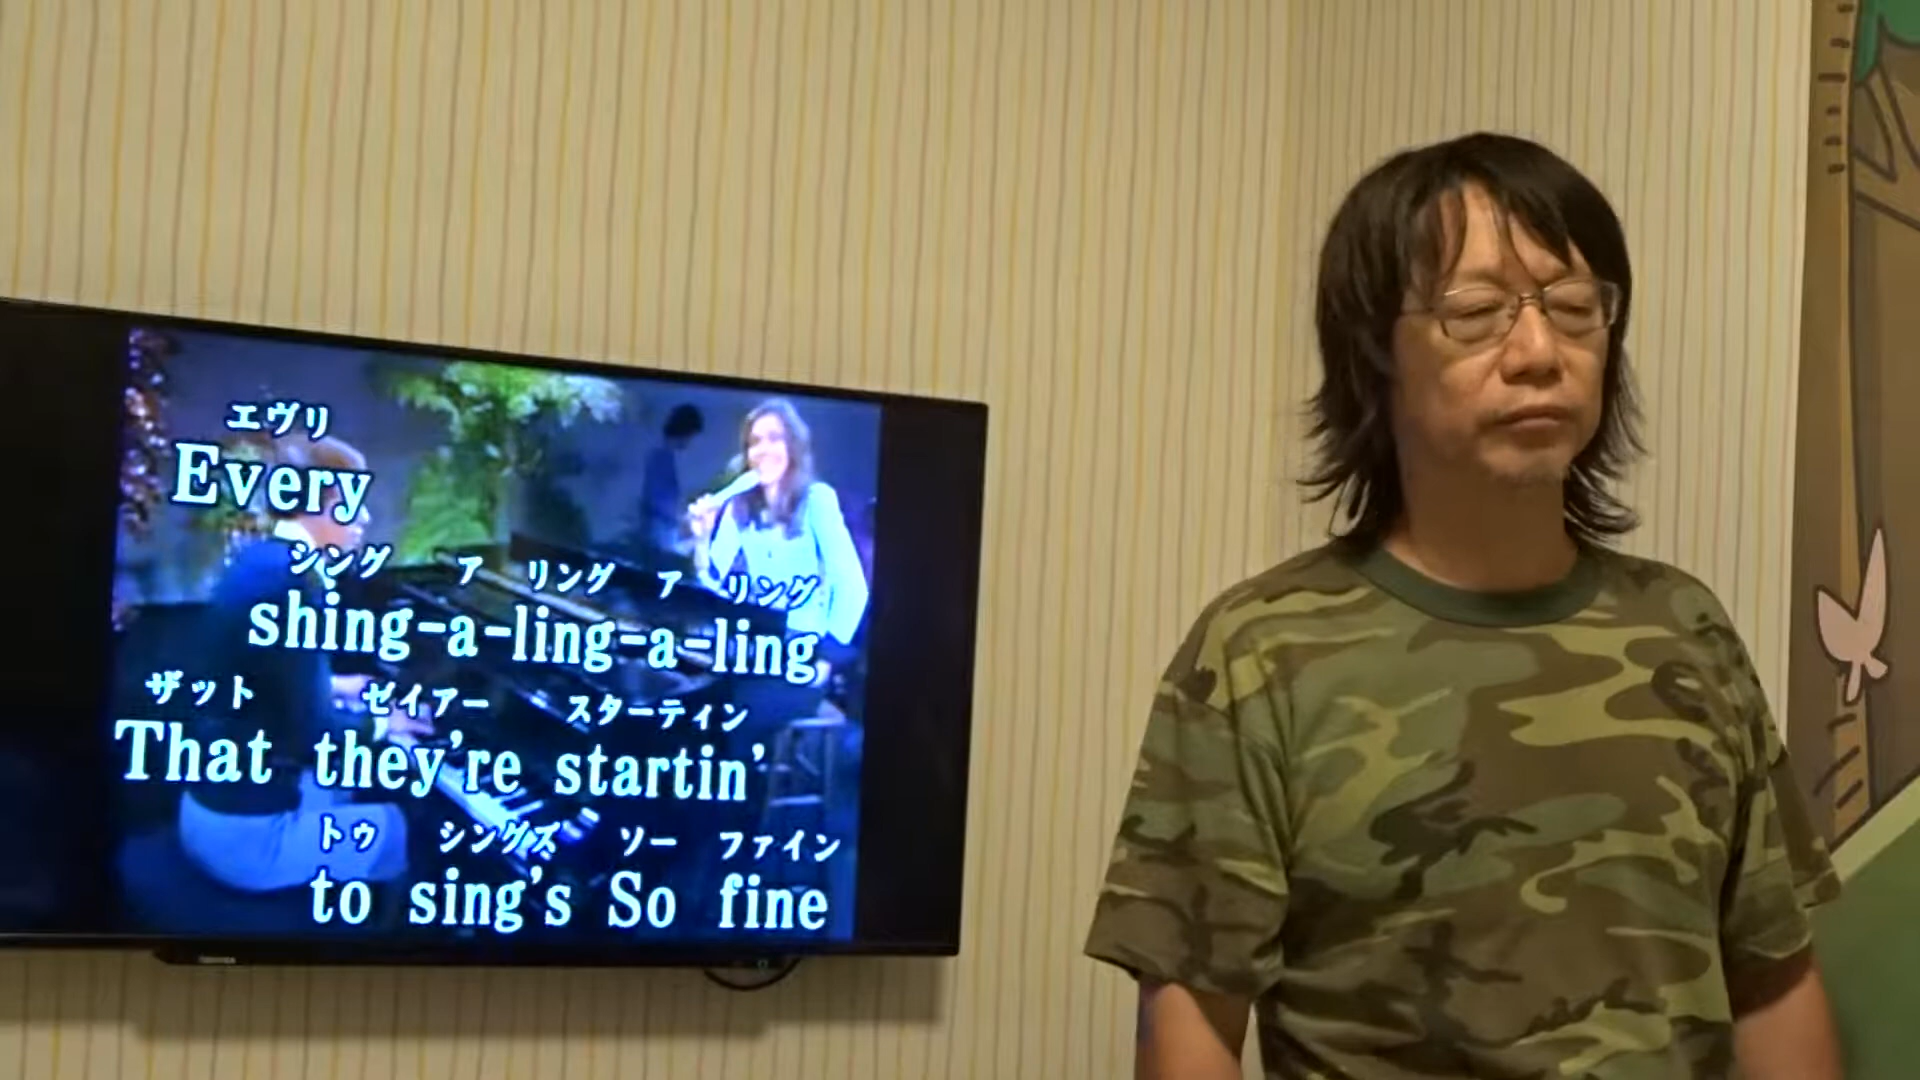 エヴリ
Every
シング ア リング ア リング
shing-a-ling-a-ling,
ザット ゼイアー スターティン
That they're startin'
トゥ シングズ ソー ファイン
to sing's So fine